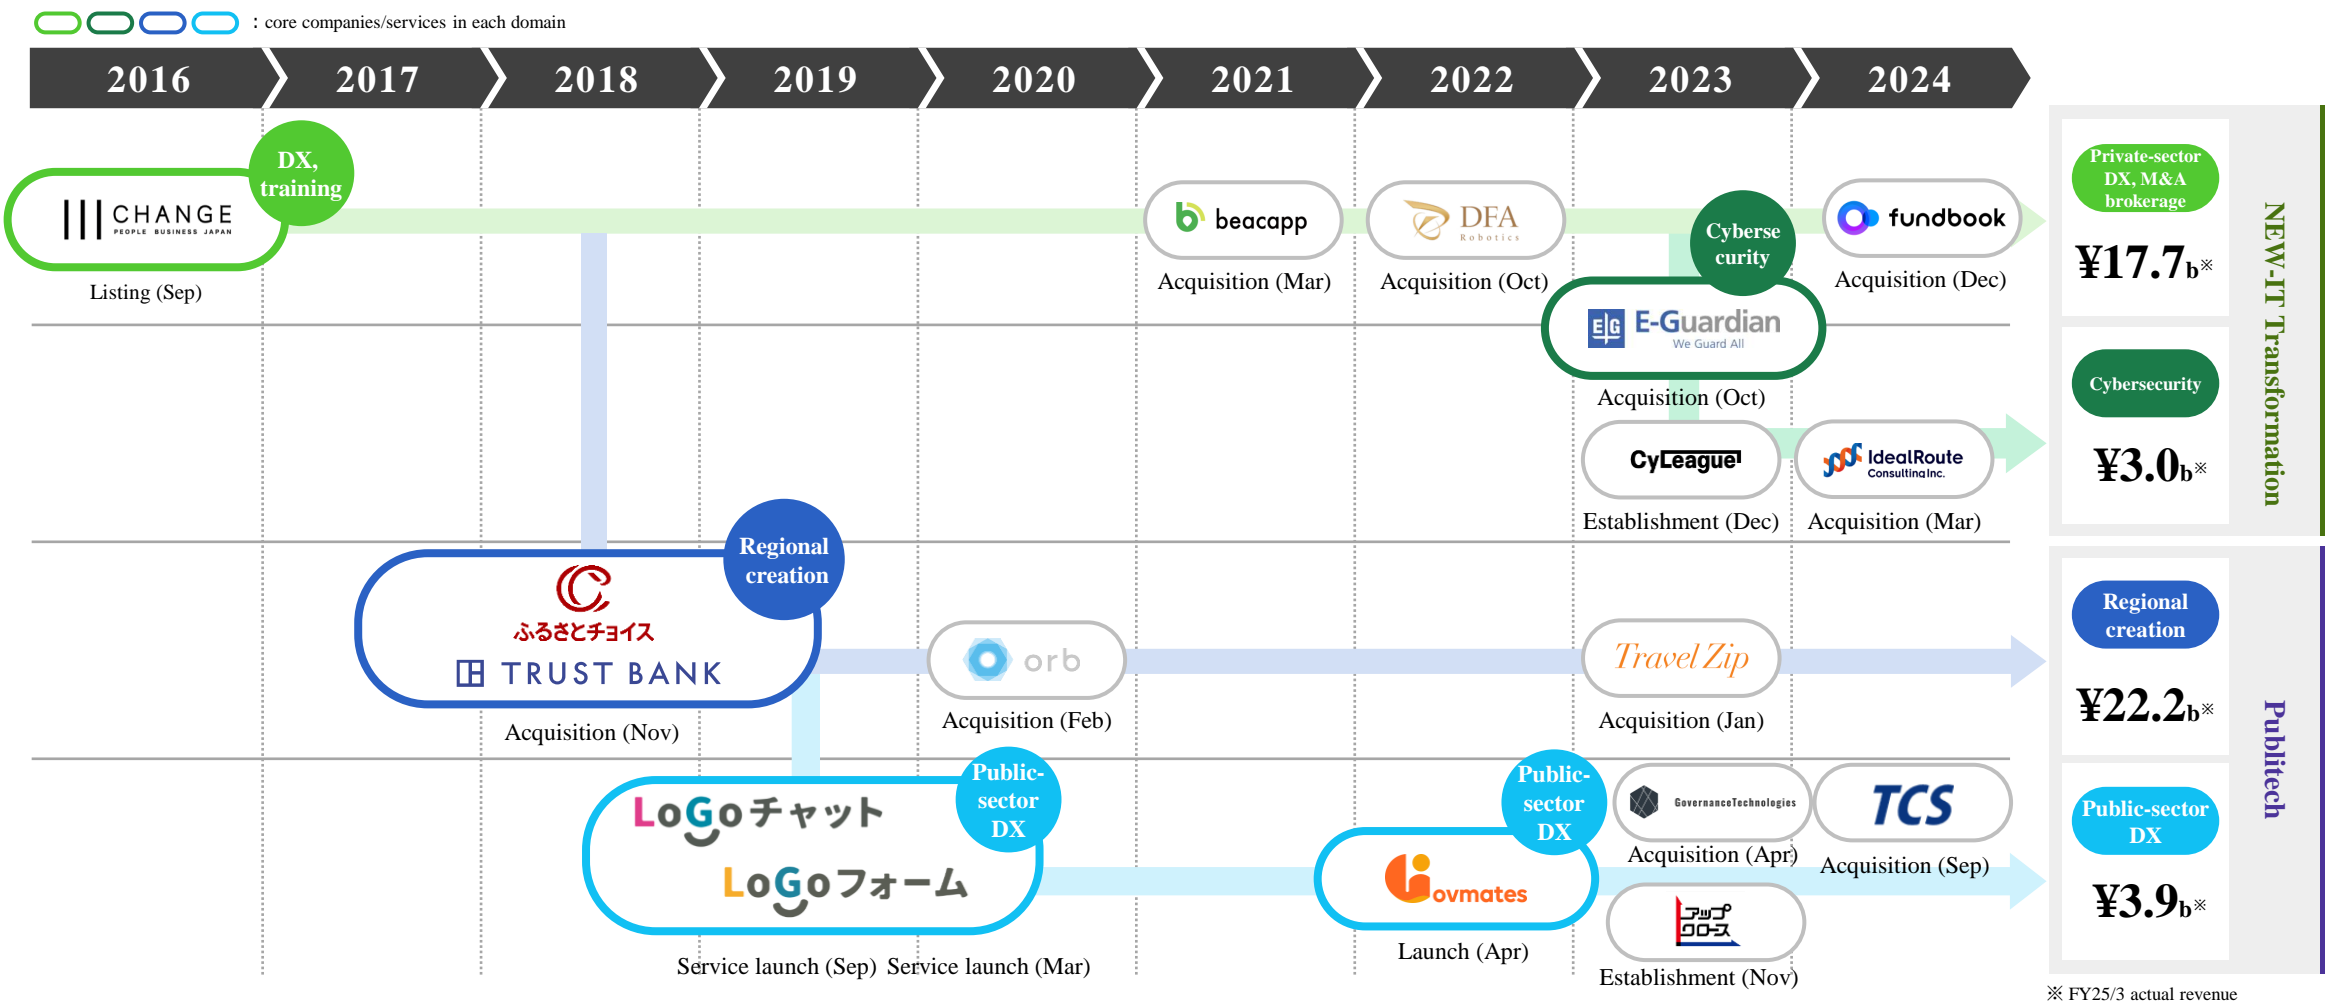 : core companies/services in each domain
2016
2017
2018
2019
2020
2021
2022
2023
2024
DX,
training
CHANGE
PEOPLE BUSINESS JAPAN
Listing (Sep)
beacapp
Acquisition (Mar)
DFA
Robotics
Acquisition (Oct)
Cyberse
curity
E|G E-Guardian
We Guard All
Acquisition (Oct)
fundbook
Acquisition (Dec)
CyLeague
Establishment (Dec)
IdealRoute
Consulting Inc.
Acquisition (Mar)
Regional
creation
ふるさとチョイス
TRUST BANK
Acquisition (Nov)
orb
Acquisition (Feb)
Travel Zip
Acquisition (Jan)
Public-
sector
DX
LoGoチャット
LoGoフォーム
Service launch (Sep)
Service launch (Mar)
Public-
sector
DX
Govmates
Launch (Apr)
GovernanceTechnologies
Acquisition (Apr)
アップ
クロース
Establishment (Nov)
TCS
Acquisition (Sep)
Private-sector
DX, M&A
brokerage
¥17.7b※
Cybersecurity
¥3.0b※
NEW-IT Transformation
Regional
creation
¥22.2b※
Public-sector
DX
¥3.9b※
Publitech
※ FY25/3 actual revenue